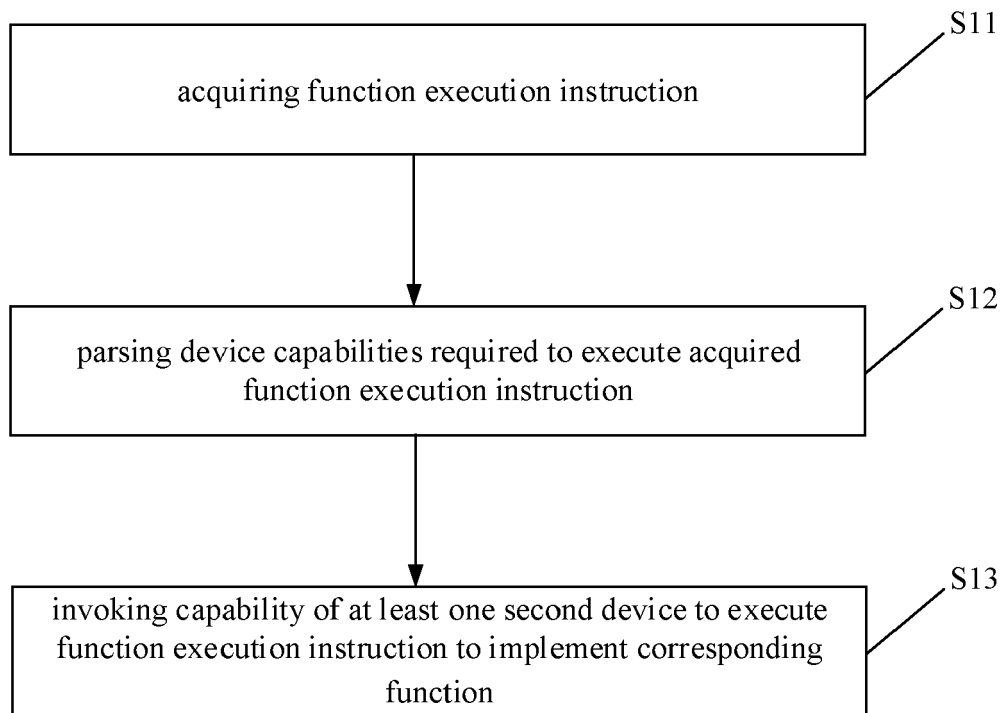 S11
acquiring function execution instruction
S12
parsing device capabilities required to execute acquired
function execution instruction
S13
invoking capability of at least one second device to execute
function execution instruction to implement corresponding
function